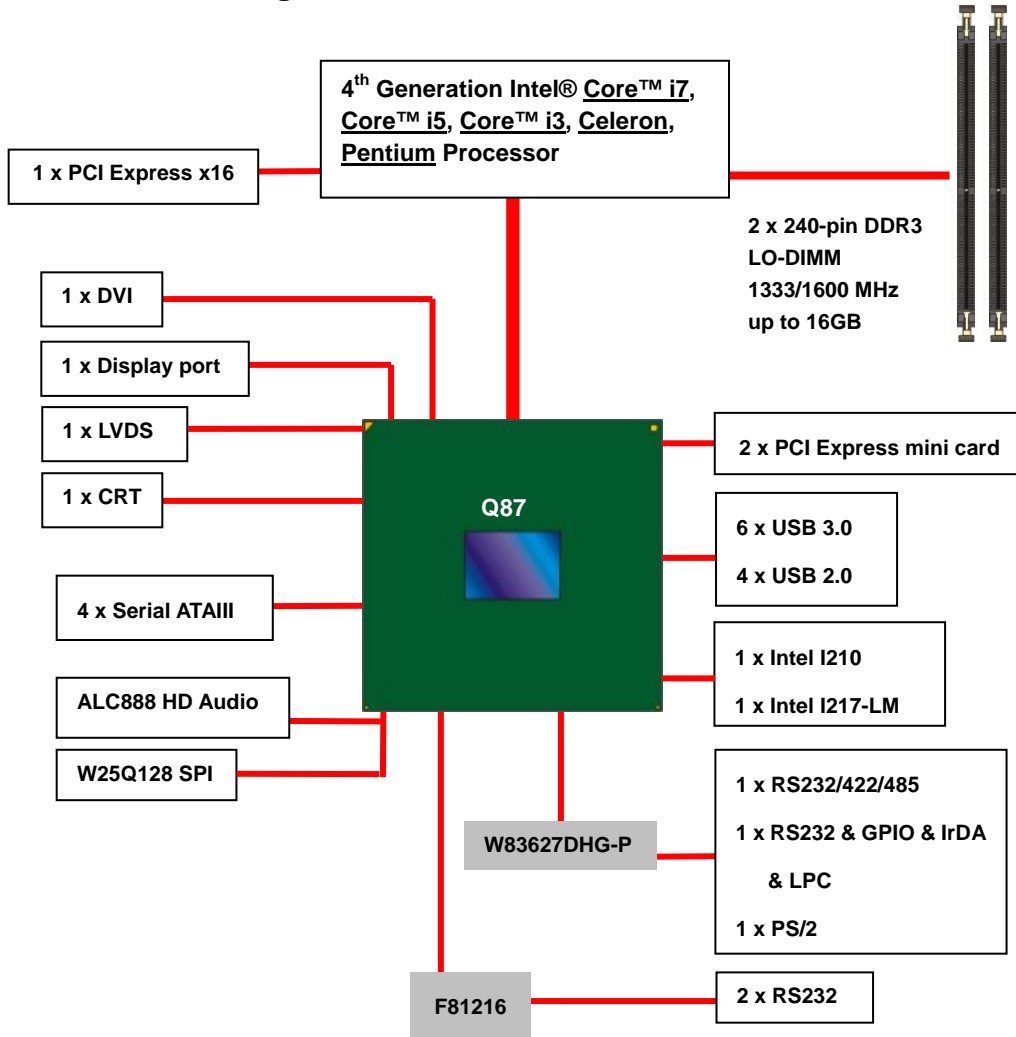 4th Generation Intel® Core™ i7,
Core™ i5, Core™ i3, Celeron,
Pentium Processor
1 x PCI Express x16
2 x 240-pin DDR3
LO-DIMM
1333/1600 MHz
up to 16GB
1 x DVI
1 x Display port
1 x LVDS
1 x CRT
4 x Serial ATAIII
ALC888 HD Audio
W25Q128 SPI
Q87
2 x PCI Express mini card
6 x USB 3.0
4 x USB 2.0
1 x Intel I210
1 x Intel I217-LM
W83627DHG-P
1 x RS232/422/485
1 x RS232 & GPIO & IrDA
& LPC
1 x PS/2
F81216
2 x RS232